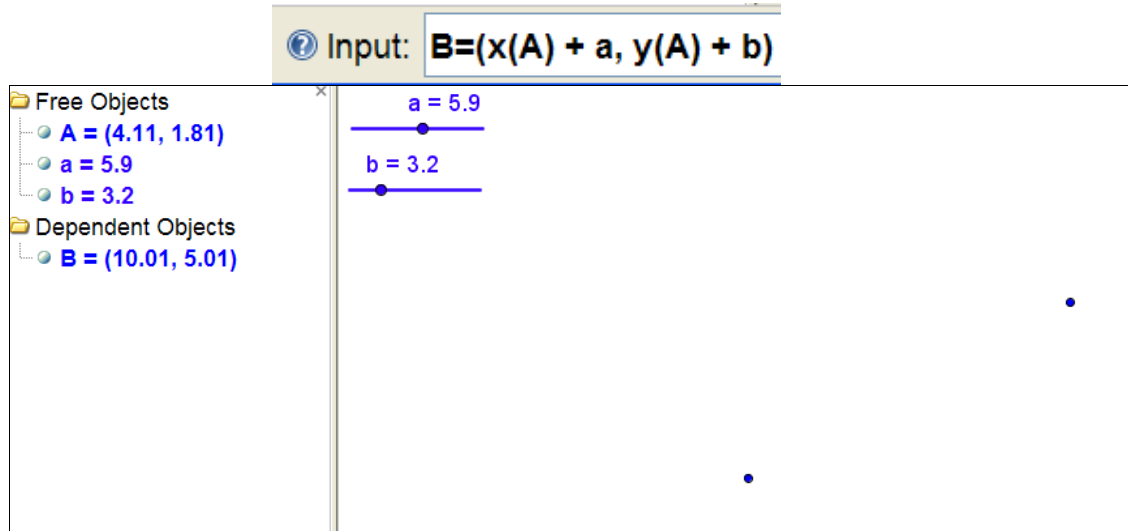 Input: B=(x(A) + a, y(A) + b)
Free Objects
A = (4.11, 1.81)
a = 5.9
b = 3.2
Dependent Objects
B = (10.01, 5.01)
a = 5.9
b = 3.2